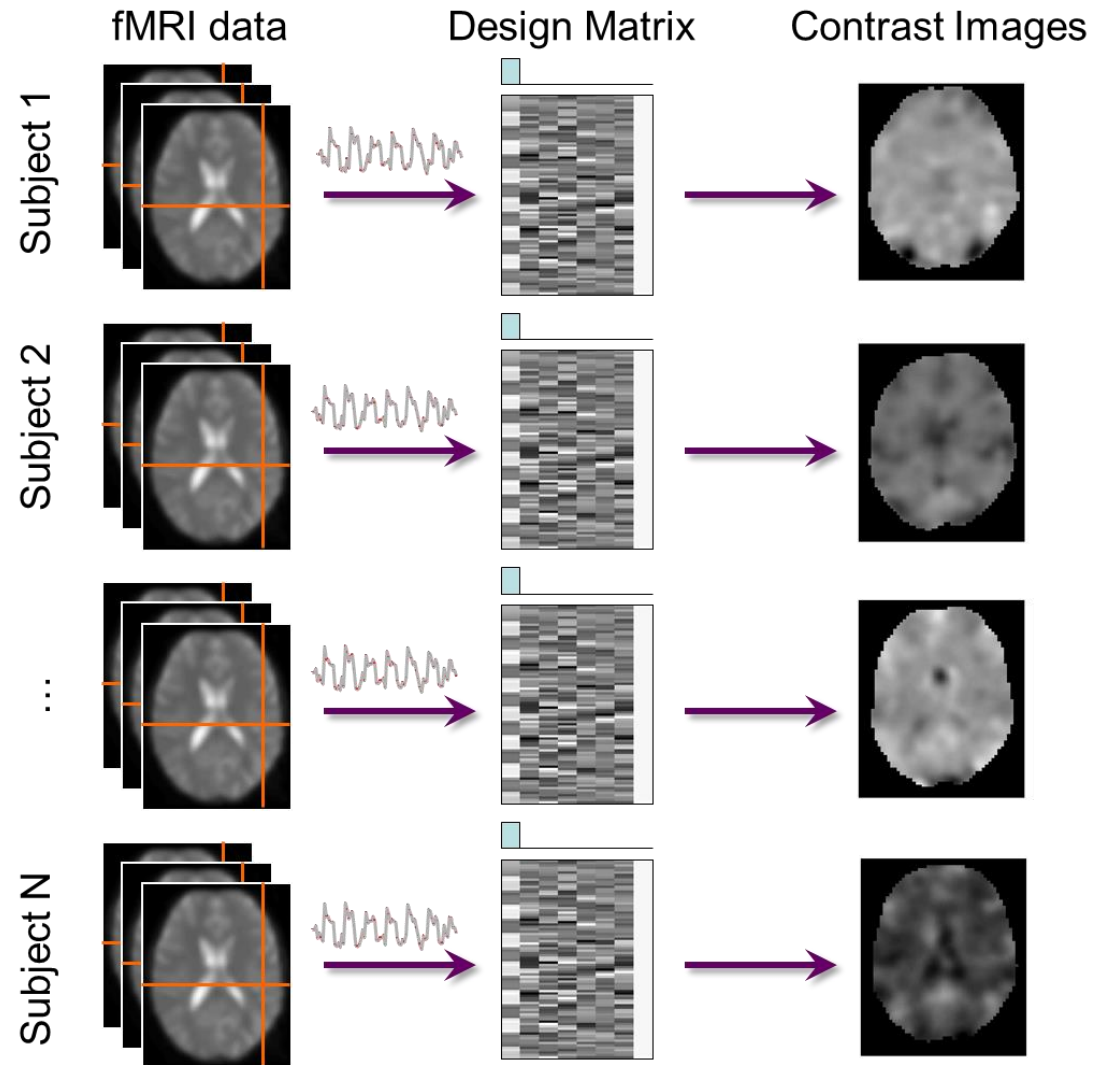 fMRI data
Design Matrix
Contrast Images
Subject 1
Subject 2
...
Subject N